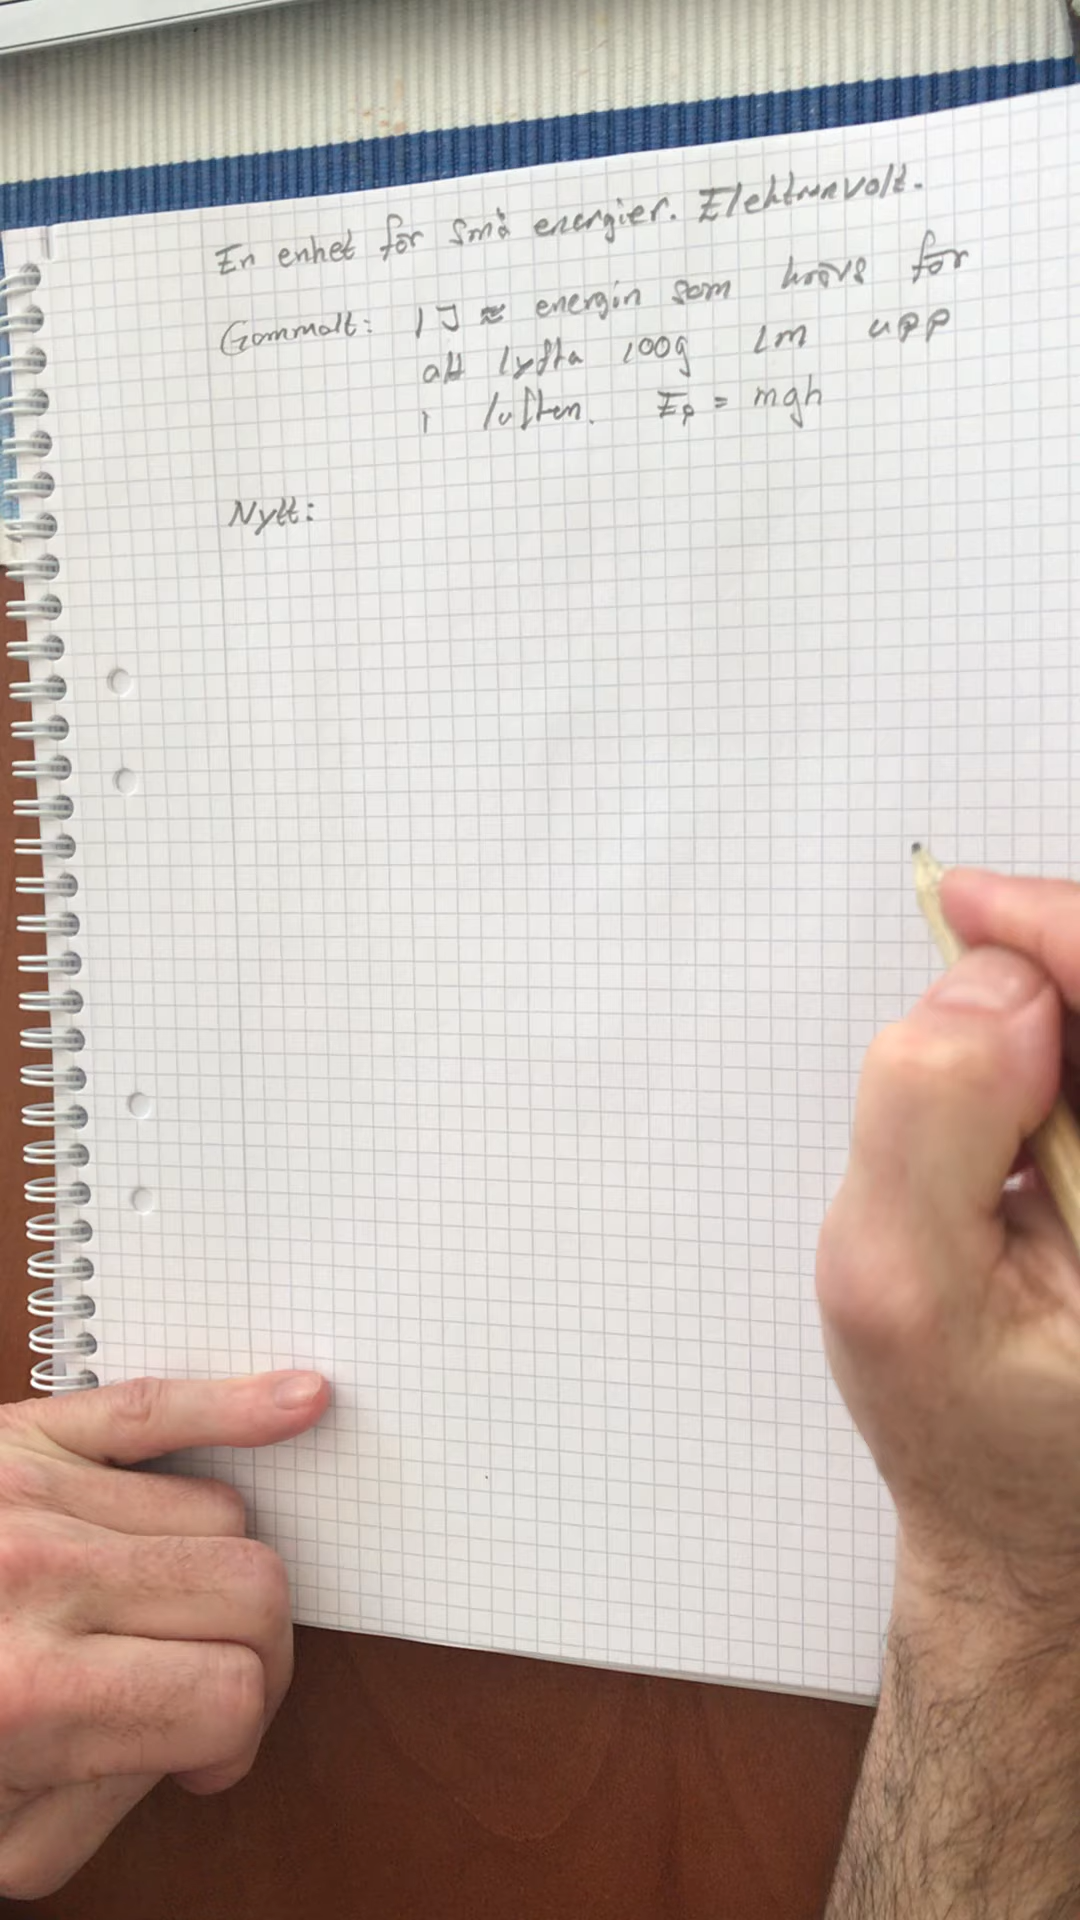 En enhet för små energier. Elektronvolt.
Gammalt: 1 J ≈ energin som krävs för
att lyfta 100g 1m upp
i luften. Ep = mgh
Nytt: